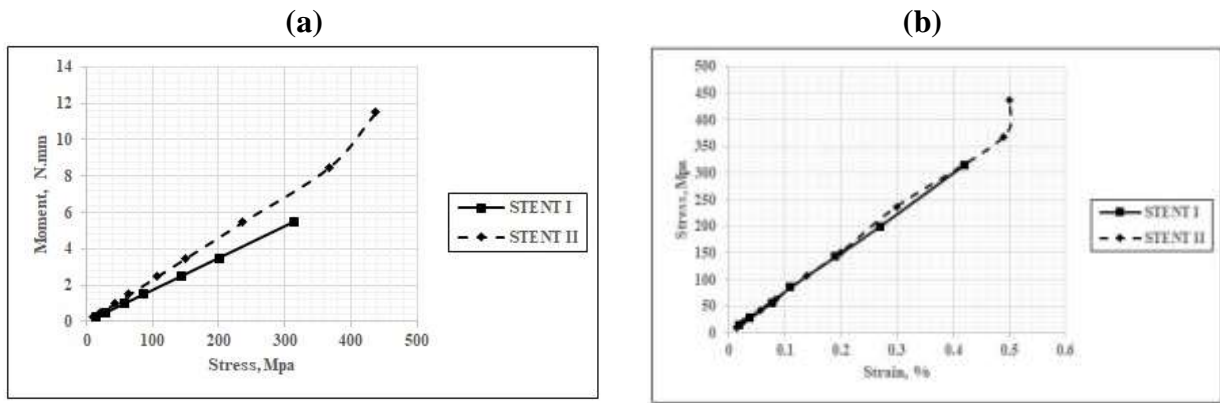 (a)
14
12
10
8
6
4
2
0
Moment, N.mm
0 100 200 300 400 500
Stress, Mpa
STENT I
STENT II
(b)
500
450
400
350
300
250
200
150
100
50
0
Stress, Mpa
0 0.1 0.2 0.3 0.4 0.5 0.6
Strain, %
STENT I
STENT II